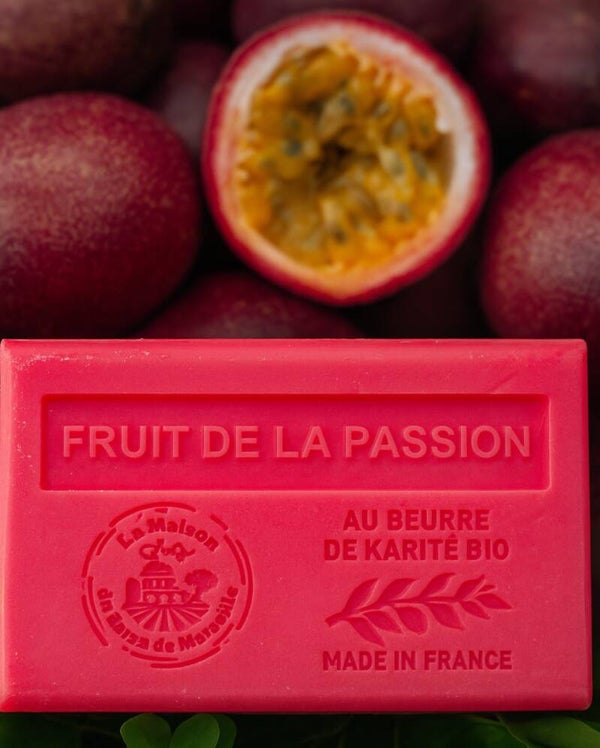 FRUIT DE LA PASSION
La Maison
du Savon de Marseille
AU BEURRE
DE KARITÉ BIO
MADE IN FRANCE